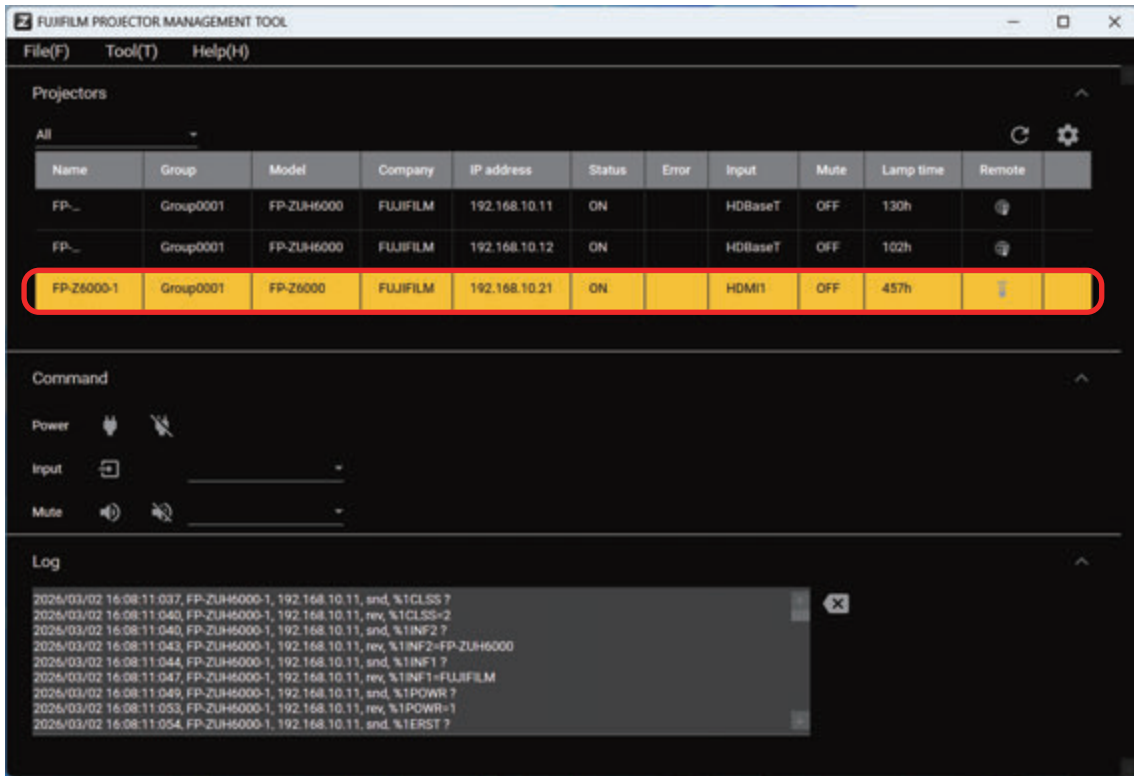 FUJIFILM PROJECTOR MANAGEMENT TOOL
File(F) Tool(T) Help(H)
Projectors
All
Name Group Model Company IP address Status Error Input Mute Lamp time Remote
FP-... Group0001 FP-ZUH6000 FUJIFILM 192.168.10.11 ON HDBaseT OFF 130h
FP-... Group0001 FP-ZUH6000 FUJIFILM 192.168.10.12 ON HDBaseT OFF 102h
FP-Z6000-1 Group0001 FP-Z6000 FUJIFILM 192.168.10.21 ON HDMI1 OFF 457h
Command
Power
Input
Mute
Log
2026/03/02 16:08:11:037, FP-ZUH6000-1, 192.168.10.11, snd, %1CLSS ?
2026/03/02 16:08:11:040, FP-ZUH6000-1, 192.168.10.11, rev, %1CLSS=2
2026/03/02 16:08:11:040, FP-ZUH6000-1, 192.168.10.11, snd, %1INF2 ?
2026/03/02 16:08:11:043, FP-ZUH6000-1, 192.168.10.11, rev, %1INF2=FP-ZUH6000
2026/03/02 16:08:11:044, FP-ZUH6000-1, 192.168.10.11, snd, %1INF1 ?
2026/03/02 16:08:11:047, FP-ZUH6000-1, 192.168.10.11, rev, %1INF1=FUJIFILM
2026/03/02 16:08:11:049, FP-ZUH6000-1, 192.168.10.11, snd, %1POWR ?
2026/03/02 16:08:11:053, FP-ZUH6000-1, 192.168.10.11, rev, %1POWR=1
2026/03/02 16:08:11:054, FP-ZUH6000-1, 192.168.10.11, snd, %1ERST ?